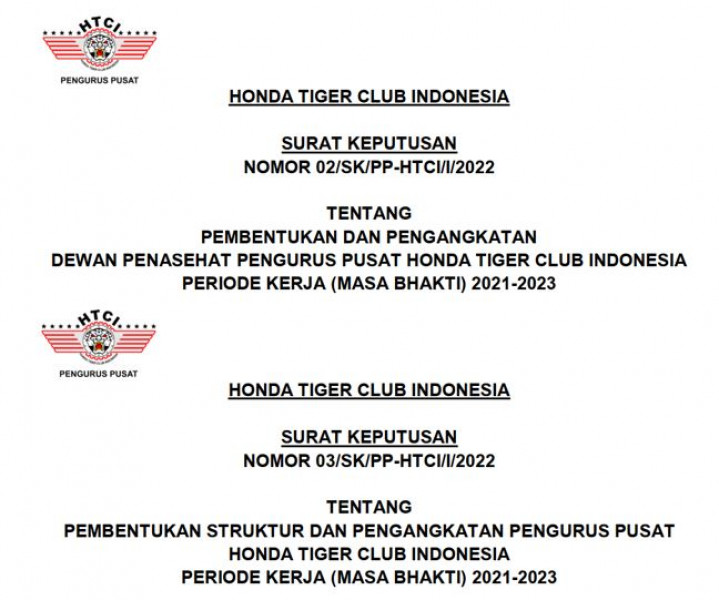 HTCI
PENGURUS PUSAT
HONDA TIGER CLUB INDONESIA
SURAT KEPUTUSAN
NOMOR 02/SK/PP-HTCI/I/2022
TENTANG
PEMBENTUKAN DAN PENGANGKATAN
DEWAN PENASEHAT PENGURUS PUSAT HONDA TIGER CLUB INDONESIA
PERIODE KERJA (MASA BHAKTI) 2021-2023
HTCI
PENGURUS PUSAT
HONDA TIGER CLUB INDONESIA
SURAT KEPUTUSAN
NOMOR 03/SK/PP-HTCI/I/2022
TENTANG
PEMBENTUKAN STRUKTUR DAN PENGANGKATAN PENGURUS PUSAT
HONDA TIGER CLUB INDONESIA
PERIODE KERJA (MASA BHAKTI) 2021-2023